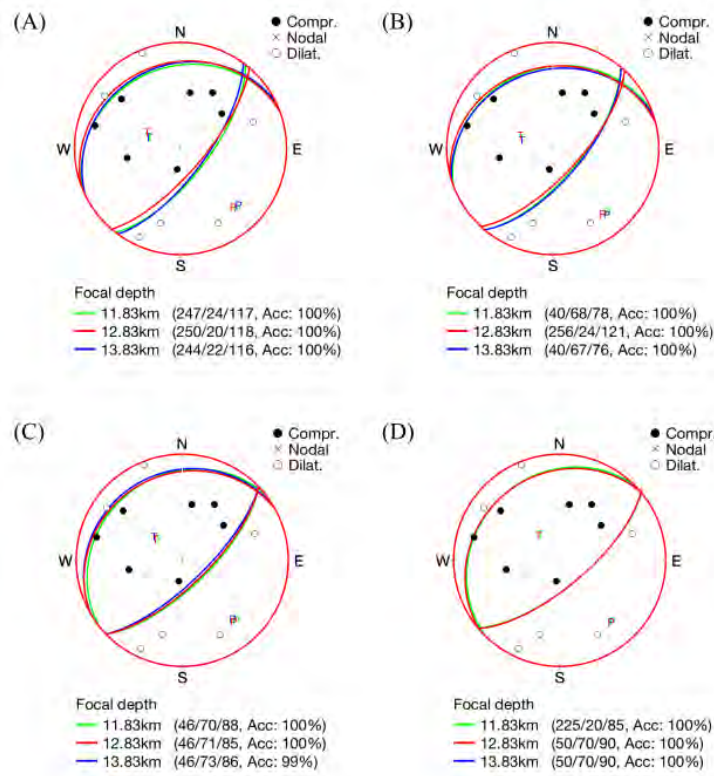 (A)
N
Compr.
Nodal
Dilat.
W
E
T
T
P
P
S
Focal depth
11.83km (247/24/117, Acc: 100%)
12.83km (250/20/118, Acc: 100%)
13.83km (244/22/116, Acc: 100%)
(B)
N
Compr.
Nodal
Dilat.
W
E
T
T
P
P
S
Focal depth
11.83km (40/68/78, Acc: 100%)
12.83km (256/24/121, Acc: 100%)
13.83km (40/67/76, Acc: 100%)
(C)
N
Compr.
Nodal
Dilat.
W
E
T
P
S
Focal depth
11.83km (46/70/88, Acc: 100%)
12.83km (46/71/85, Acc: 100%)
13.83km (46/73/86, Acc: 99%)
(D)
N
Compr.
Nodal
Dilat.
W
E
T
P
S
Focal depth
11.83km (225/20/85, Acc: 100%)
12.83km (50/70/90, Acc: 100%)
13.83km (50/70/90, Acc: 100%)